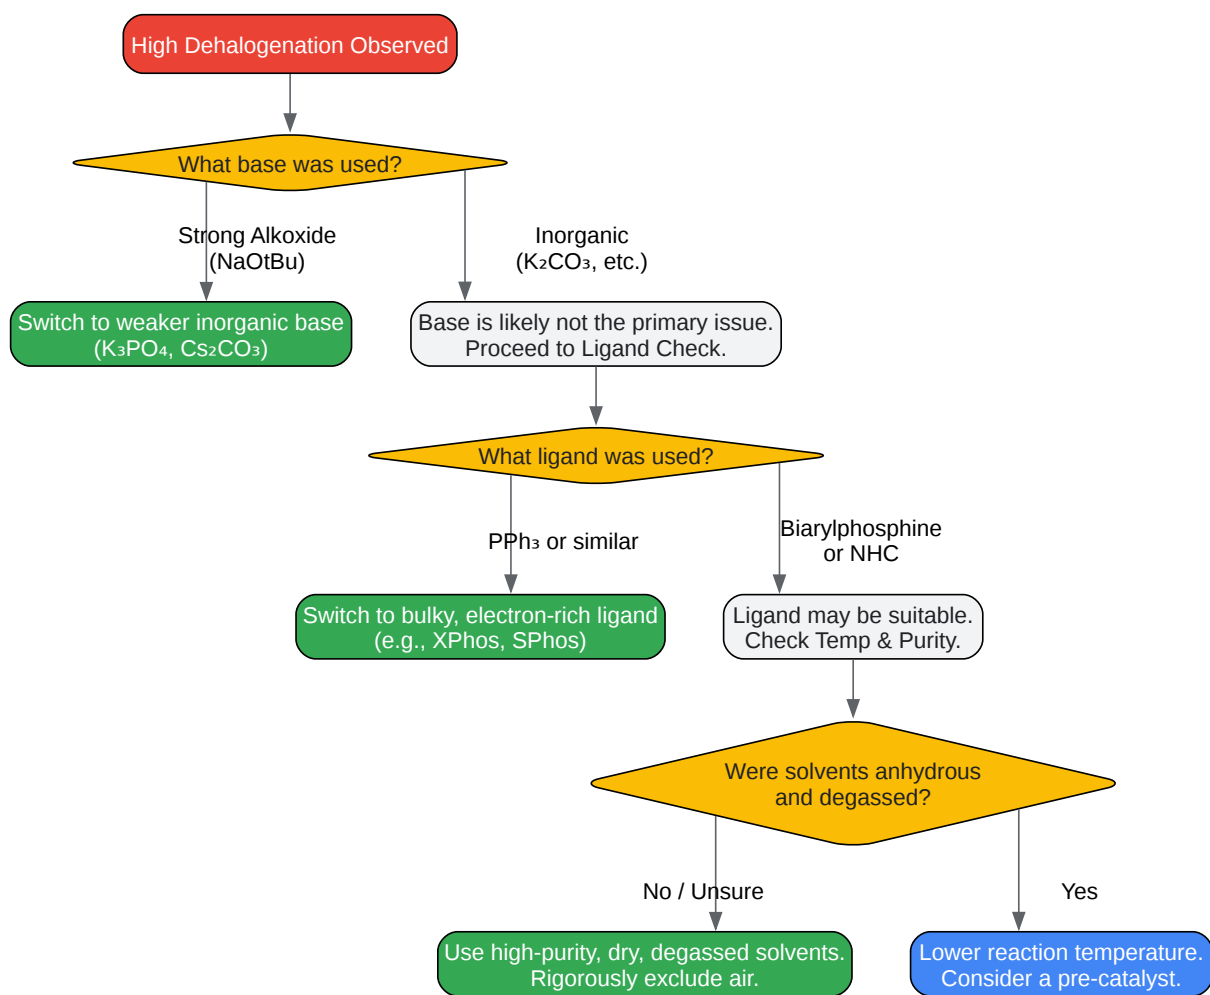 High Dehalogenation Observed
What base was used?
Strong Alkoxide
(NaOtBu)
Inorganic
(K₂CO₃, etc.)
Switch to weaker inorganic base
(K₃PO₄, Cs₂CO₃)
Base is likely not the primary issue.
Proceed to Ligand Check.
What ligand was used?
PPh₃ or similar
Biarylphosphine
or NHC
Switch to bulky, electron-rich ligand
(e.g., XPhos, SPhos)
Ligand may be suitable.
Check Temp & Purity.
Were solvents anhydrous
and degassed?
No / Unsure
Yes
Use high-purity, dry, degassed solvents.
Rigorously exclude air.
Lower reaction temperature.
Consider a pre-catalyst.